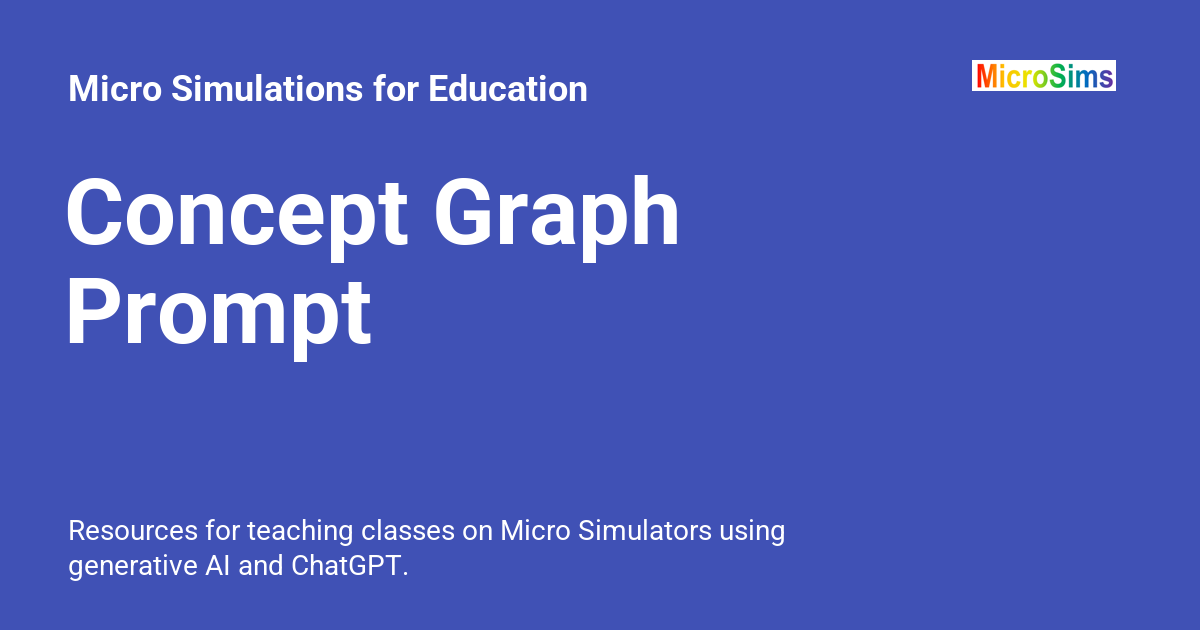 Micro Simulations for Education
MicroSims
Concept Graph
Prompt
Resources for teaching classes on Micro Simulators using
generative AI and ChatGPT.